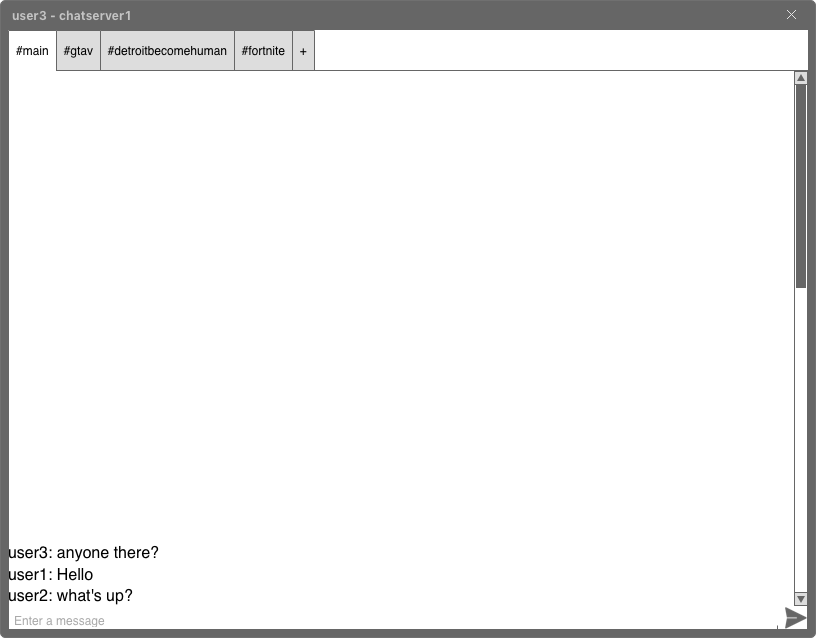 user3 - chatserver1
#main #gtav #detroitbecomehuman #fortnite +
user3: anyone there?
user1: Hello
user2: what's up?
Enter a message